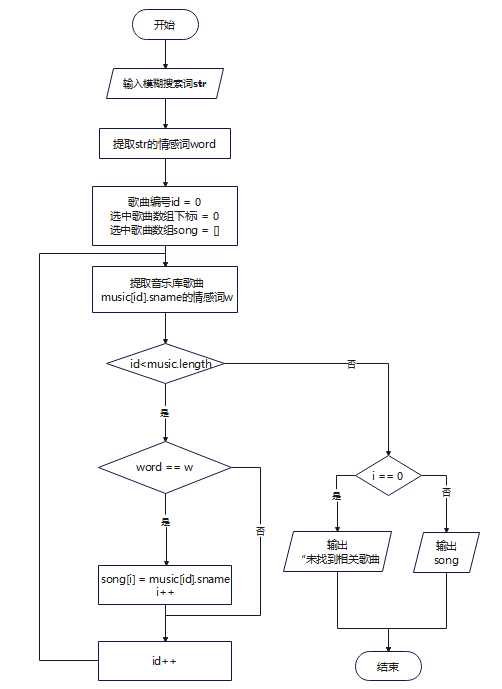 开始
输入模糊搜索词str
提取str的情感词word
歌曲编号id = 0
选中歌曲数组下标i = 0
选中歌曲数组song = []
提取音乐库歌曲
music[id].sname的情感词w
id<music.length
否
是
word == w
i == 0
是
否
是
否
输出
“未找到相关歌曲
输出
song
song[i] = music[id].sname
i++
id++
结束